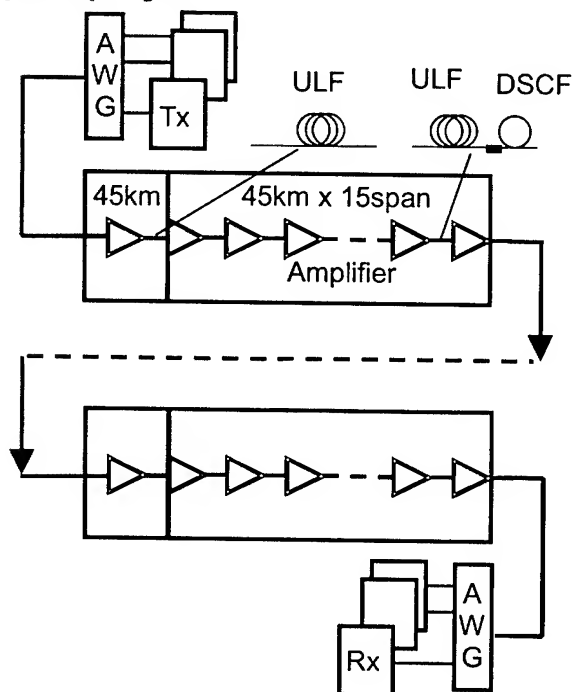 A
W
G
Tx
ULF
ULF DSCF
45km
45km x 15span
Amplifier
A
W
G
Rx